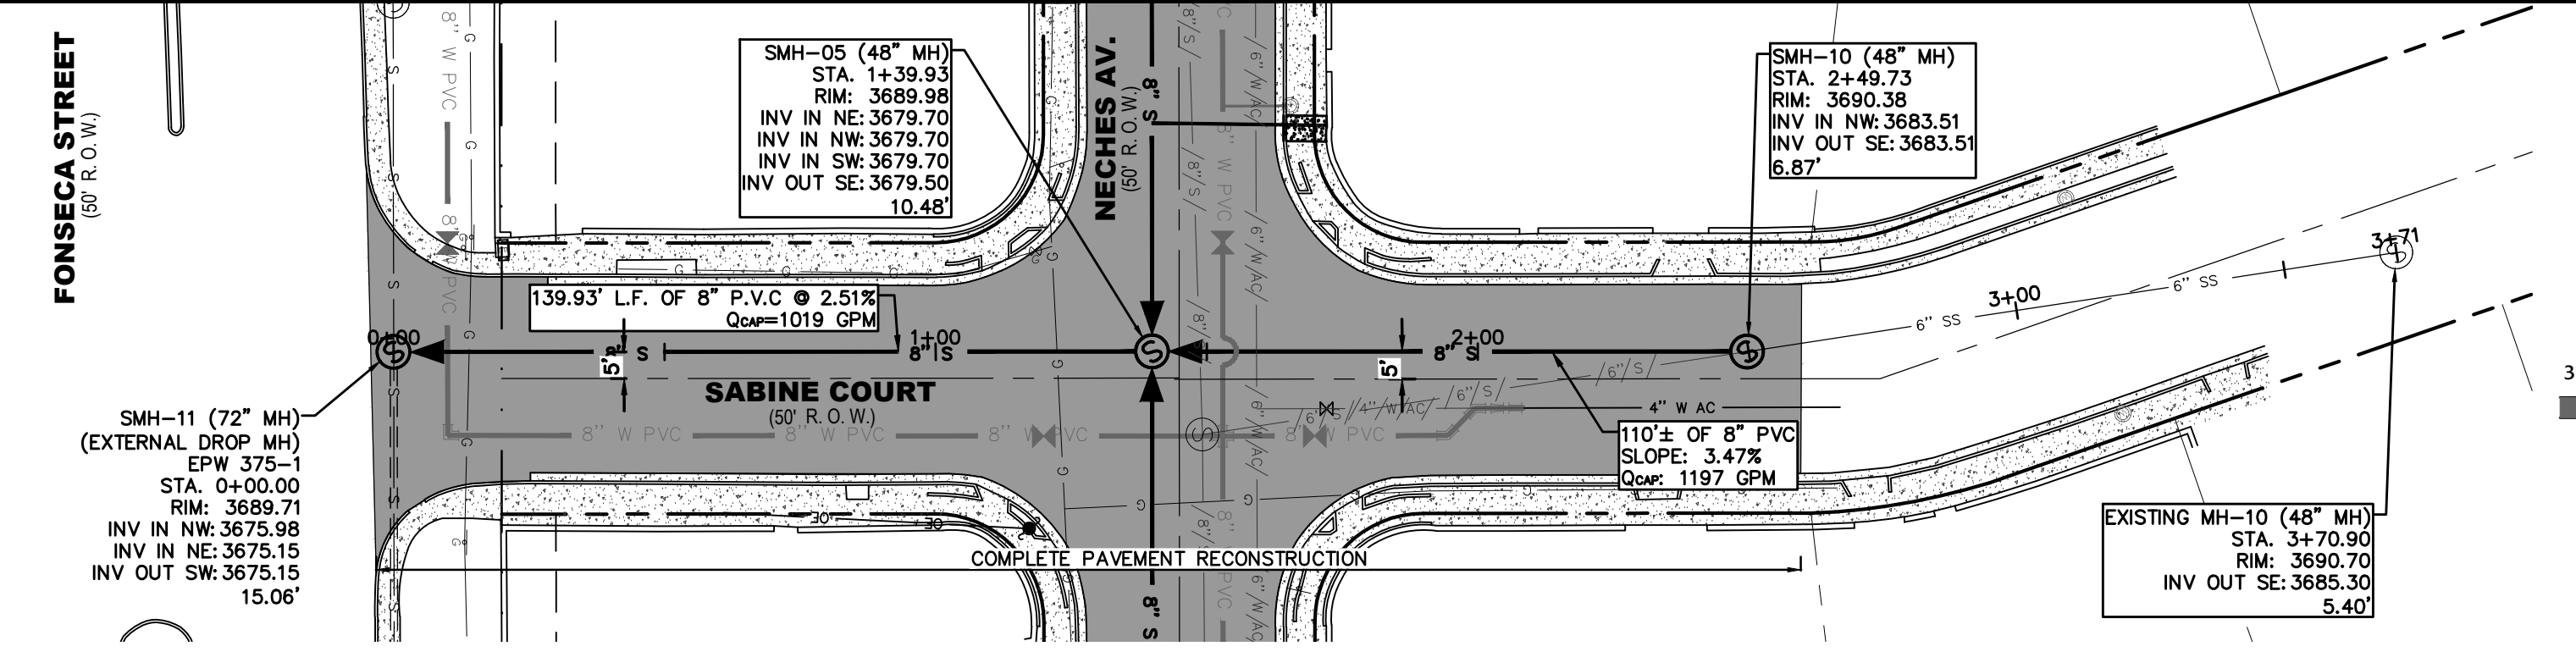 FONSECA STREET
(50' R. O. W.)
SMH-05 (48" MH)
STA. 1+39.93
RIM: 3689.98
INV IN NE: 3679.70
INV IN NW: 3679.70
INV IN SW: 3679.70
INV OUT SE: 3679.50
10.48'
NECHES AV.
(50' R. O. W.)
SMH-10 (48" MH)
STA. 2+49.73
RIM: 3690.38
INV IN NW: 3683.51
INV OUT SE: 3683.51
6.87'
139.93' L.F. OF 8" P.V.C @ 2.51%
QCAP=1019 GPM
0+00
1+00
2+00
3+00
3+71
8" S
8" S
8" S
8" S
5'
5'
6" SS
6" SS
SABINE COURT
(50' R. O. W.)
8" W PVC
8" W PVC
8" W PVC
8" W PVC
8" W PVC
4" W AC
SMH-11 (72" MH)
(EXTERNAL DROP MH)
EPW 375-1
STA. 0+00.00
RIM: 3689.71
INV IN NW: 3675.98
INV IN NE: 3675.15
INV OUT SW: 3675.15
15.06'
110'± OF 8" PVC
SLOPE: 3.47%
QCAP: 1197 GPM
COMPLETE PAVEMENT RECONSTRUCTION
EXISTING MH-10 (48" MH)
STA. 3+70.90
RIM: 3690.70
INV OUT SE: 3685.30
5.40'